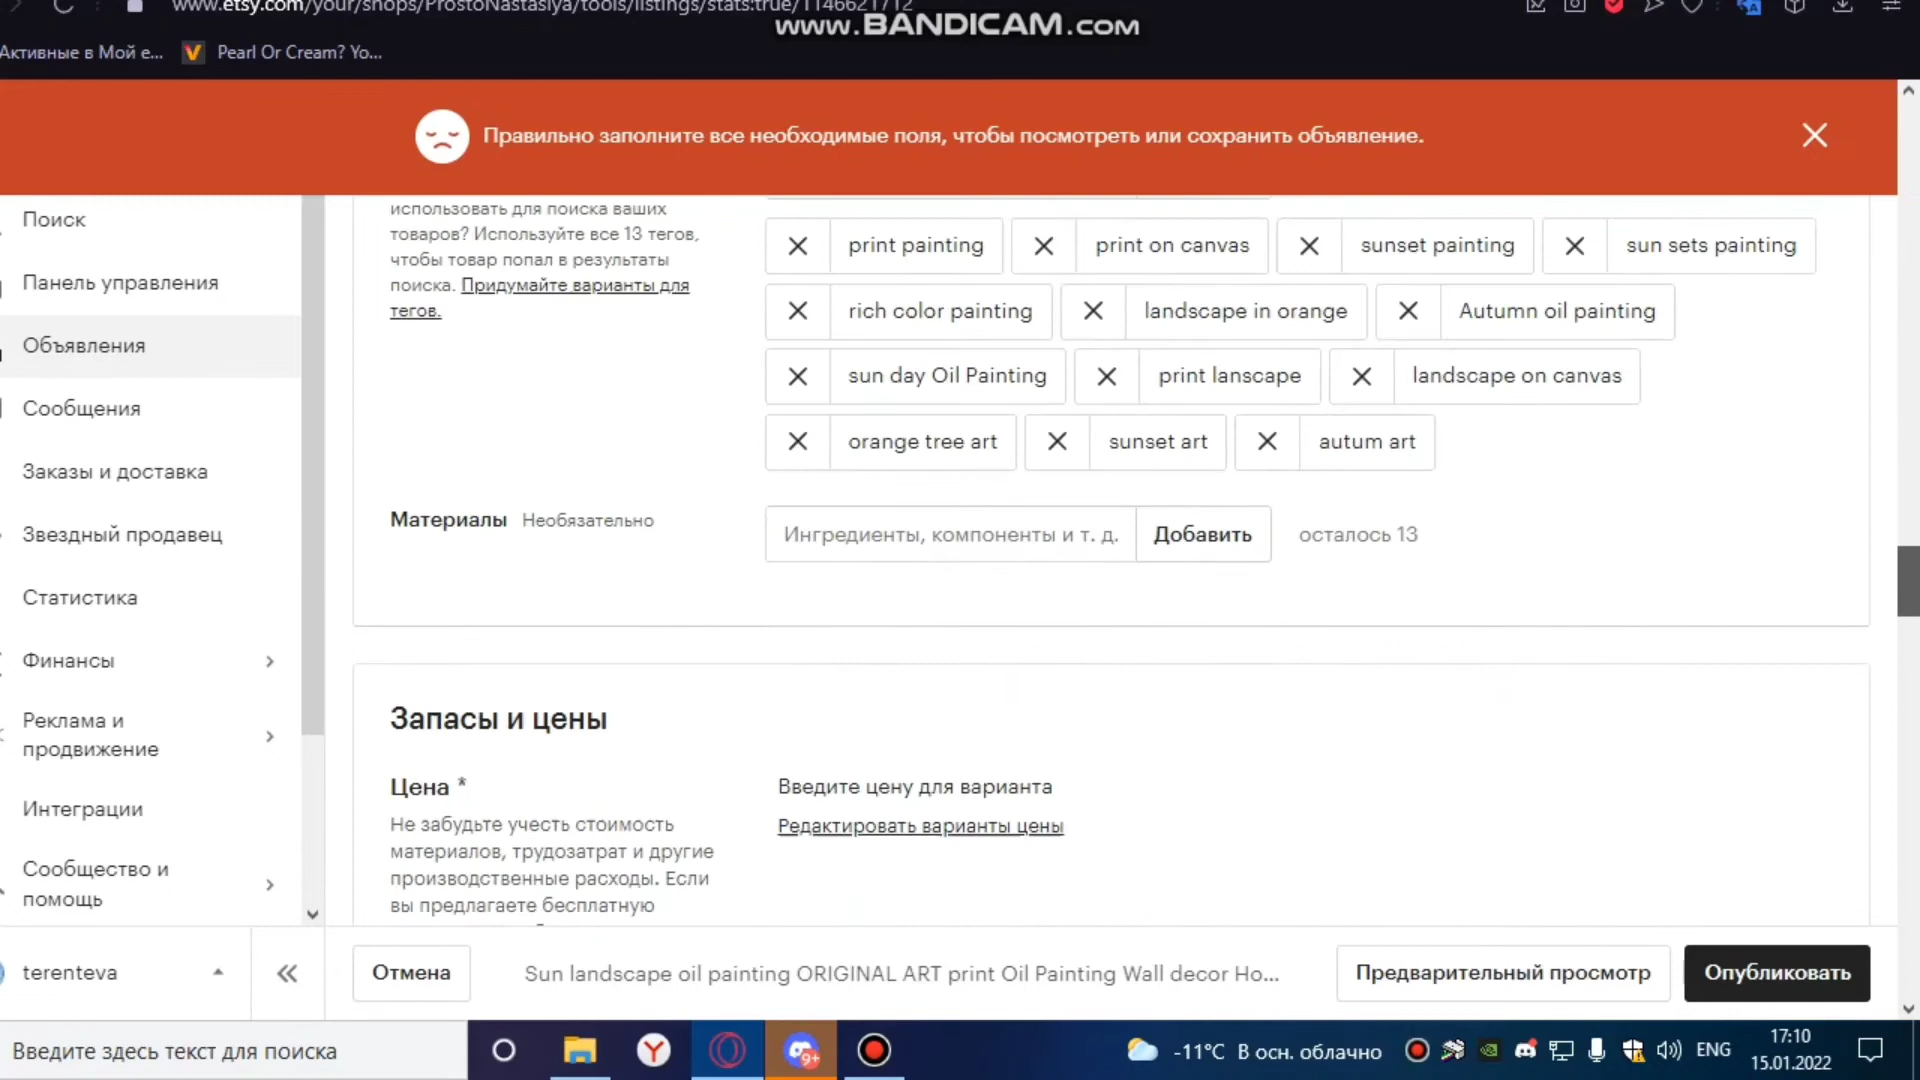 www.etsy.com/your/shops/ProstoNastasiya/tools/listings/stats:true/1146621712
www.BANDICAM.com
Активные в Мой е...
Pearl Or Cream? Yo...
Правильно заполните все необходимые поля, чтобы посмотреть или сохранить объявление.
Поиск
Панель управления
Объявления
Сообщения
Заказы и доставка
Звездный продавец
Статистика
Финансы
Реклама и
продвижение
Интеграции
Сообщество и
помощь
terenteva
использовать для поиска ваших
товаров? Используйте все 13 тегов,
чтобы товар попал в результаты
поиска. Придумайте варианты для
тегов.
print painting print on canvas sunset painting sun sets painting
rich color painting landscape in orange Autumn oil painting
sun day Oil Painting print lanscape landscape on canvas
orange tree art sunset art autum art
Материалы Необязательно Ингредиенты, компоненты и т. д. Добавить осталось 13
Запасы и цены
Цена * Введите цену для варианта
Редактировать варианты цены
Не забудьте учесть стоимость
материалов, трудозатрат и другие
производственные расходы. Если
вы предлагаете бесплатную
Отмена Sun landscape oil painting ORIGINAL ART print Oil Painting Wall decor Ho... Предварительный просмотр Опубликовать
Введите здесь текст для поиска
9+
-11°C В осн. облачно
ENG
17:10
15.01.2022